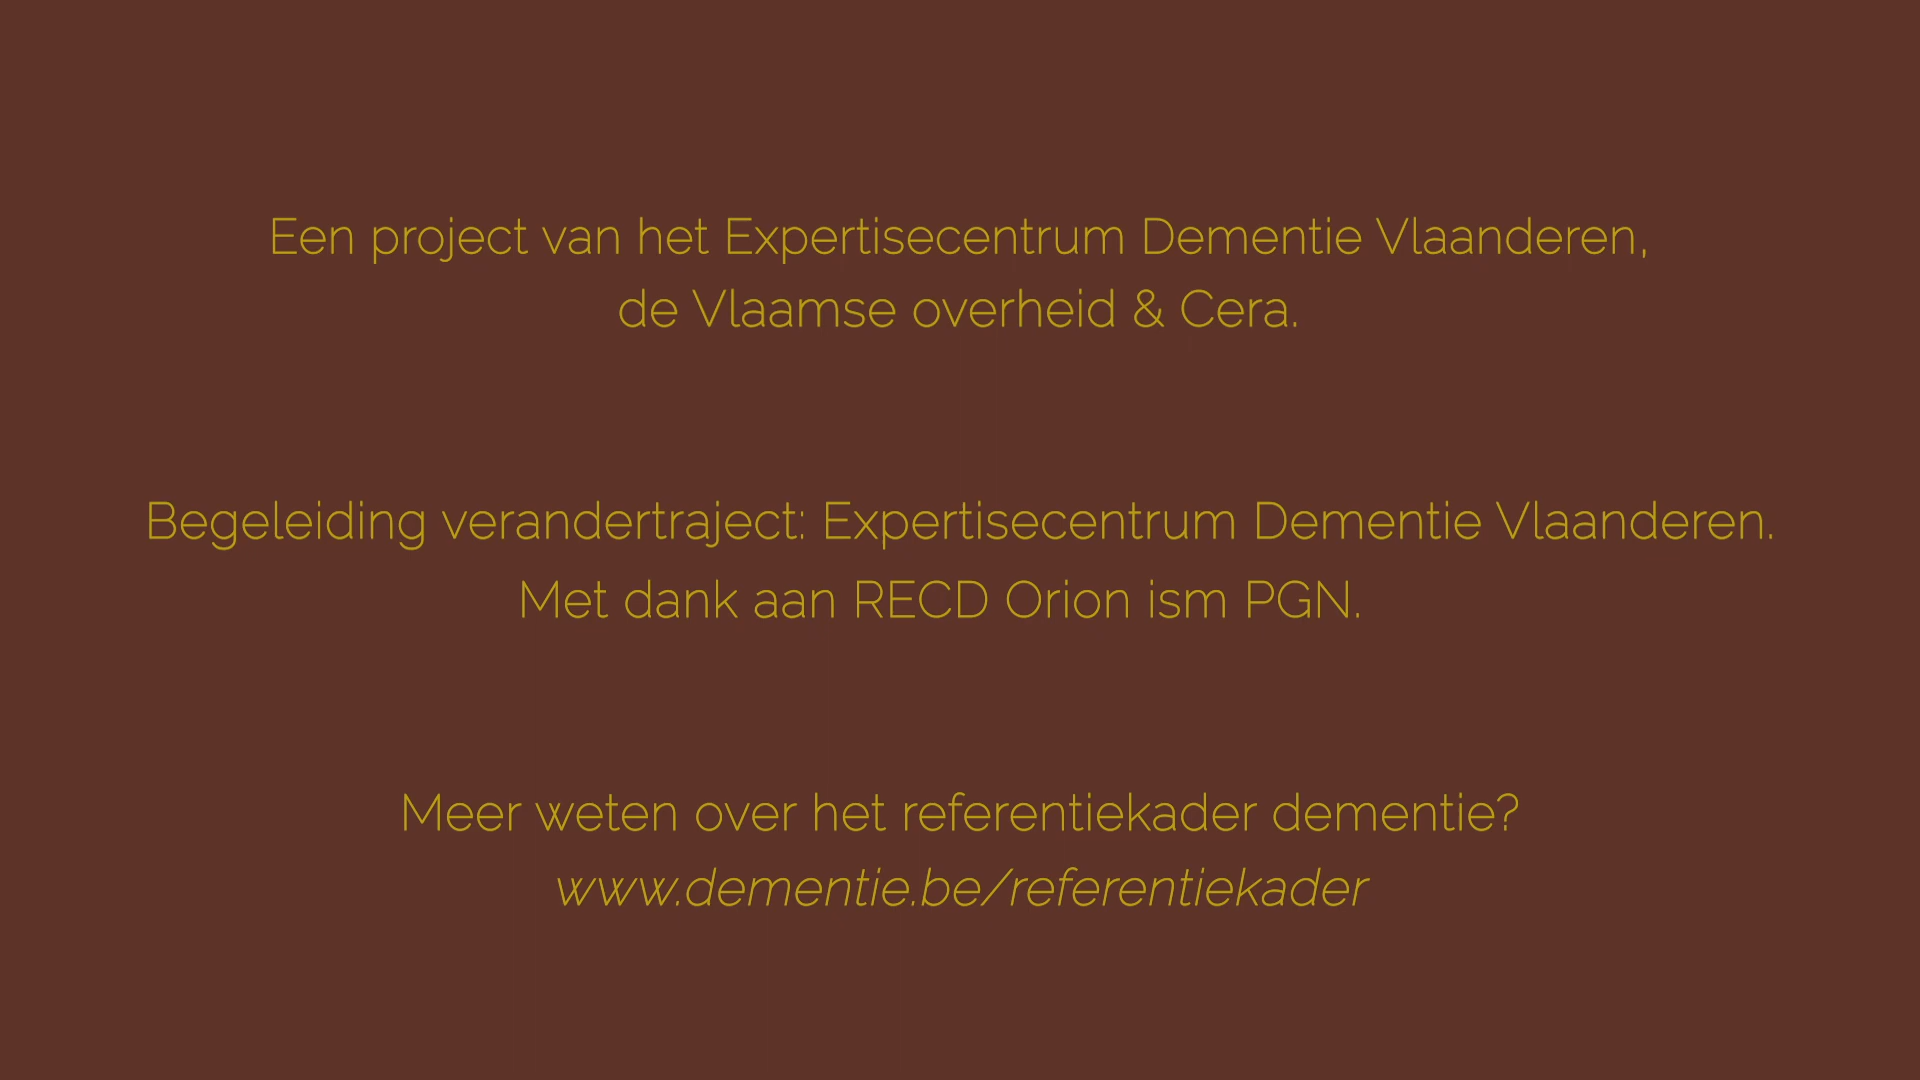 Een project van het Expertisecentrum Dementie Vlaanderen,
de Vlaamse overheid & Cera.
Begeleiding verandertraject: Expertisecentrum Dementie Vlaanderen.
Met dank aan RECD Orion ism PGN.
Meer weten over het referentiekader dementie?
www.dementie.be/referentiekader